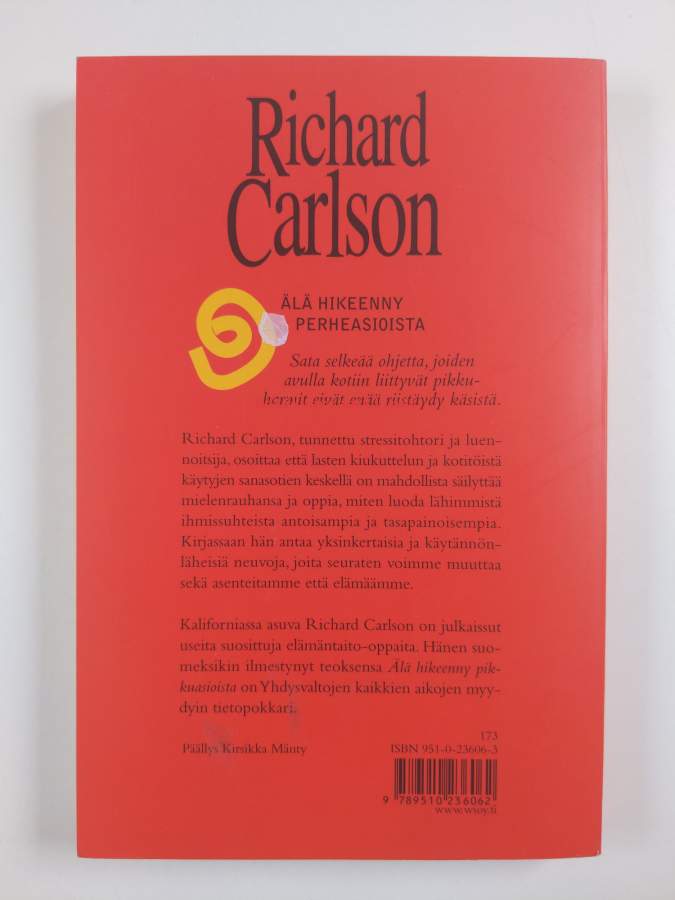 Richard
Carlson
ÄLÄ HIKEENNY
PERHEASIOISTA
Sata selkeää ohjetta, joiden
avulla kotiin liittyvät pikku-
harmit eivät enää riistäydy käsistä.
Richard Carlson, tunnettu stressitohtori ja luen-
noitsija, osoittaa että lasten kiukuttelun ja kotitöistä
käytyjen sanasotien keskellä on mahdollista säilyttää
mielenrauhansa ja oppia, miten luoda lähimmistä
ihmissuhteista antoisampia ja tasapainoisempia.
Kirjassaan hän antaa yksinkertaisia ja käytännön-
läheisiä neuvoja, joita seuraten voimme muuttaa
sekä asenteitamme että elämäämme.
Kaliforniassa asuva Richard Carlson on julkaissut
useita suosittuja elämäntaito-oppaita. Hänen suo-
meksikin ilmestynyt teoksensa Älä hikeenny pik-
kuasioista on Yhdysvaltojen kaikkien aikojen myy-
dyin tietopokkari.
Päällys Kirsikka Mänty
173
ISBN 951-0-23606-3
9 789510 236062
www.wsoy.fi